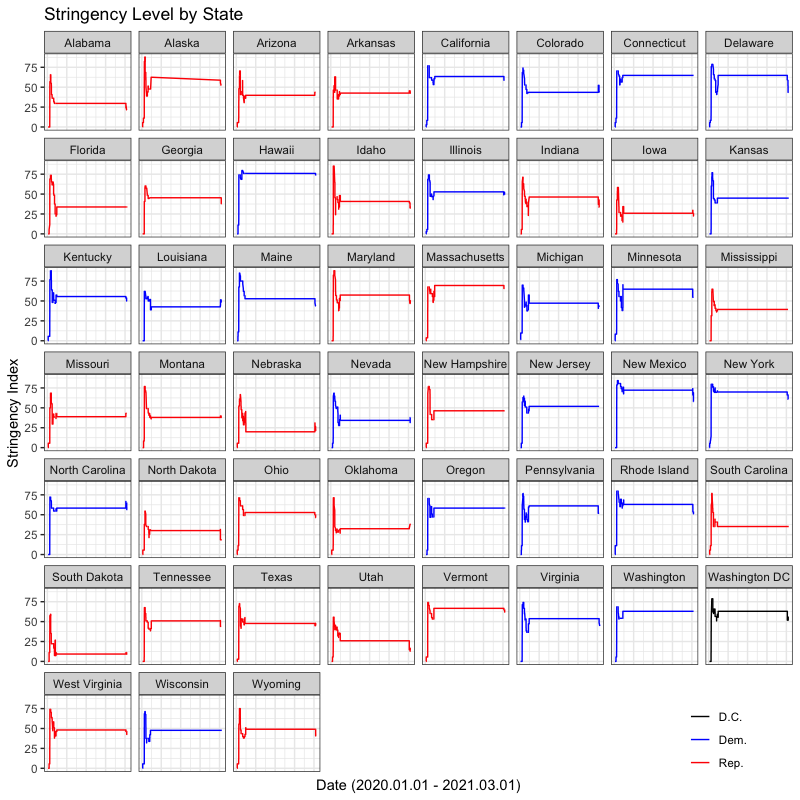 Stringency Level by State
Alabama Alaska Arizona Arkansas California Colorado Connecticut Delaware
75
50
25
0
Florida Georgia Hawaii Idaho Illinois Indiana Iowa Kansas
75
50
25
0
Kentucky Louisiana Maine Maryland Massachusetts Michigan Minnesota Mississippi
75
50
25
0
Missouri Montana Nebraska Nevada New Hampshire New Jersey New Mexico New York
75
50
25
0
Stringency Index
North Carolina North Dakota Ohio Oklahoma Oregon Pennsylvania Rhode Island South Carolina
75
50
25
0
South Dakota Tennessee Texas Utah Vermont Virginia Washington Washington DC
75
50
25
0
West Virginia Wisconsin Wyoming
75
50
25
0
D.C.
Dem.
Rep.
Date (2020.01.01 - 2021.03.01)